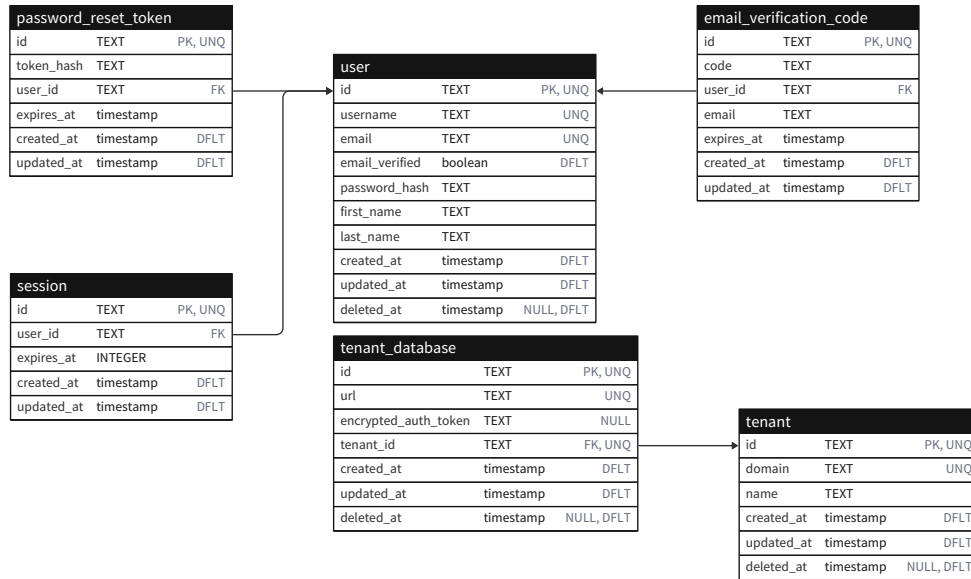 password_reset_token
id TEXT PK, UNQ
token_hash TEXT
user_id TEXT FK
expires_at timestamp
created_at timestamp DFLT
updated_at timestamp DFLT
email_verification_code
id TEXT PK, UNQ
code TEXT
user_id TEXT FK
email TEXT
expires_at timestamp
created_at timestamp DFLT
updated_at timestamp DFLT
user
id TEXT PK, UNQ
username TEXT UNQ
email TEXT UNQ
email_verified boolean DFLT
password_hash TEXT
first_name TEXT
last_name TEXT
created_at timestamp DFLT
updated_at timestamp DFLT
deleted_at timestamp NULL, DFLT
session
id TEXT PK, UNQ
user_id TEXT FK
expires_at INTEGER
created_at timestamp DFLT
updated_at timestamp DFLT
tenant_database
id TEXT PK, UNQ
url TEXT UNQ
encrypted_auth_token TEXT NULL
tenant_id TEXT FK, UNQ
created_at timestamp DFLT
updated_at timestamp DFLT
deleted_at timestamp NULL, DFLT
tenant
id TEXT PK, UNQ
domain TEXT UNQ
name TEXT
created_at timestamp DFLT
updated_at timestamp DFLT
deleted_at timestamp NULL, DFLT